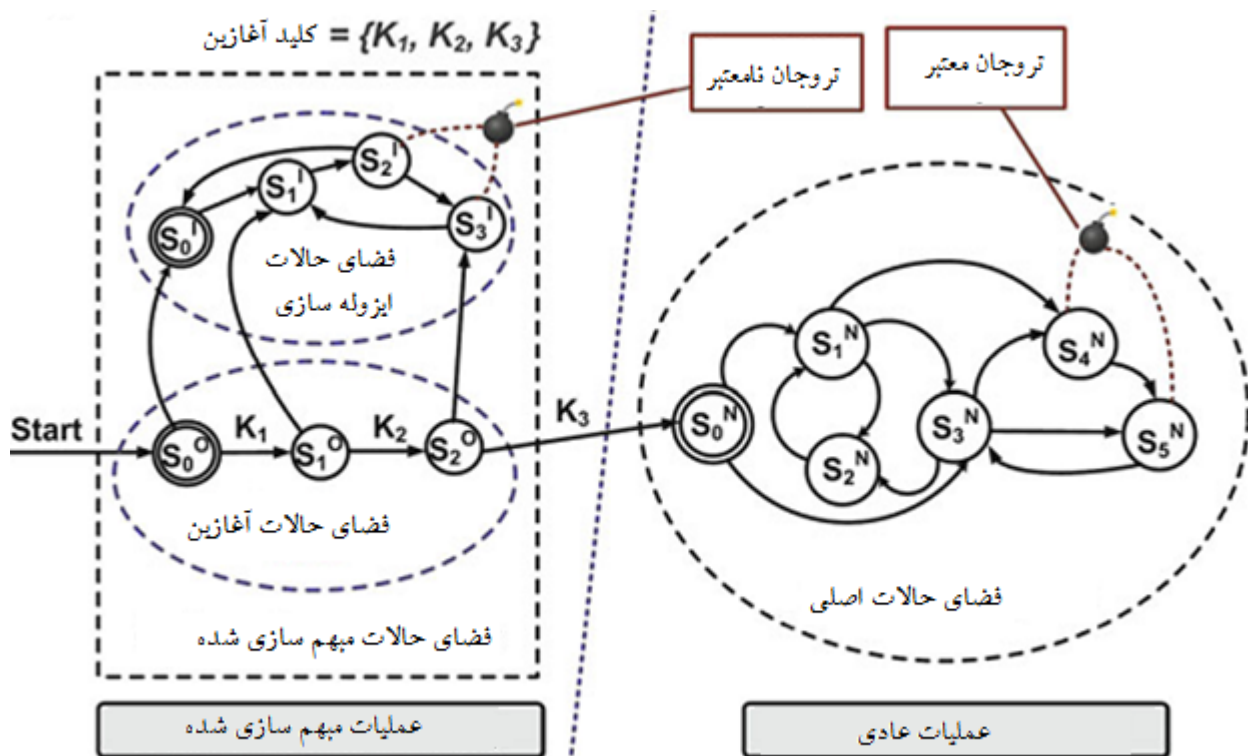 کلید آغازین = {K₁, K₂, K₃}
تروجان نامعتبر
تروجان معتبر
S₂ᴵ
S₁ᴵ
S₀ᴵ
S₃ᴵ
فضای حالات
ایزوله سازی
Start
S₀ᴼ
K₁
S₁ᴼ
K₂
S₂ᴼ
K₃
فضای حالات آغازین
فضای حالات مبهم سازی شده
عملیات مبهم سازی شده
S₀ᴺ
S₁ᴺ
S₂ᴺ
S₃ᴺ
S₄ᴺ
S₅ᴺ
فضای حالات اصلی
عملیات عادی